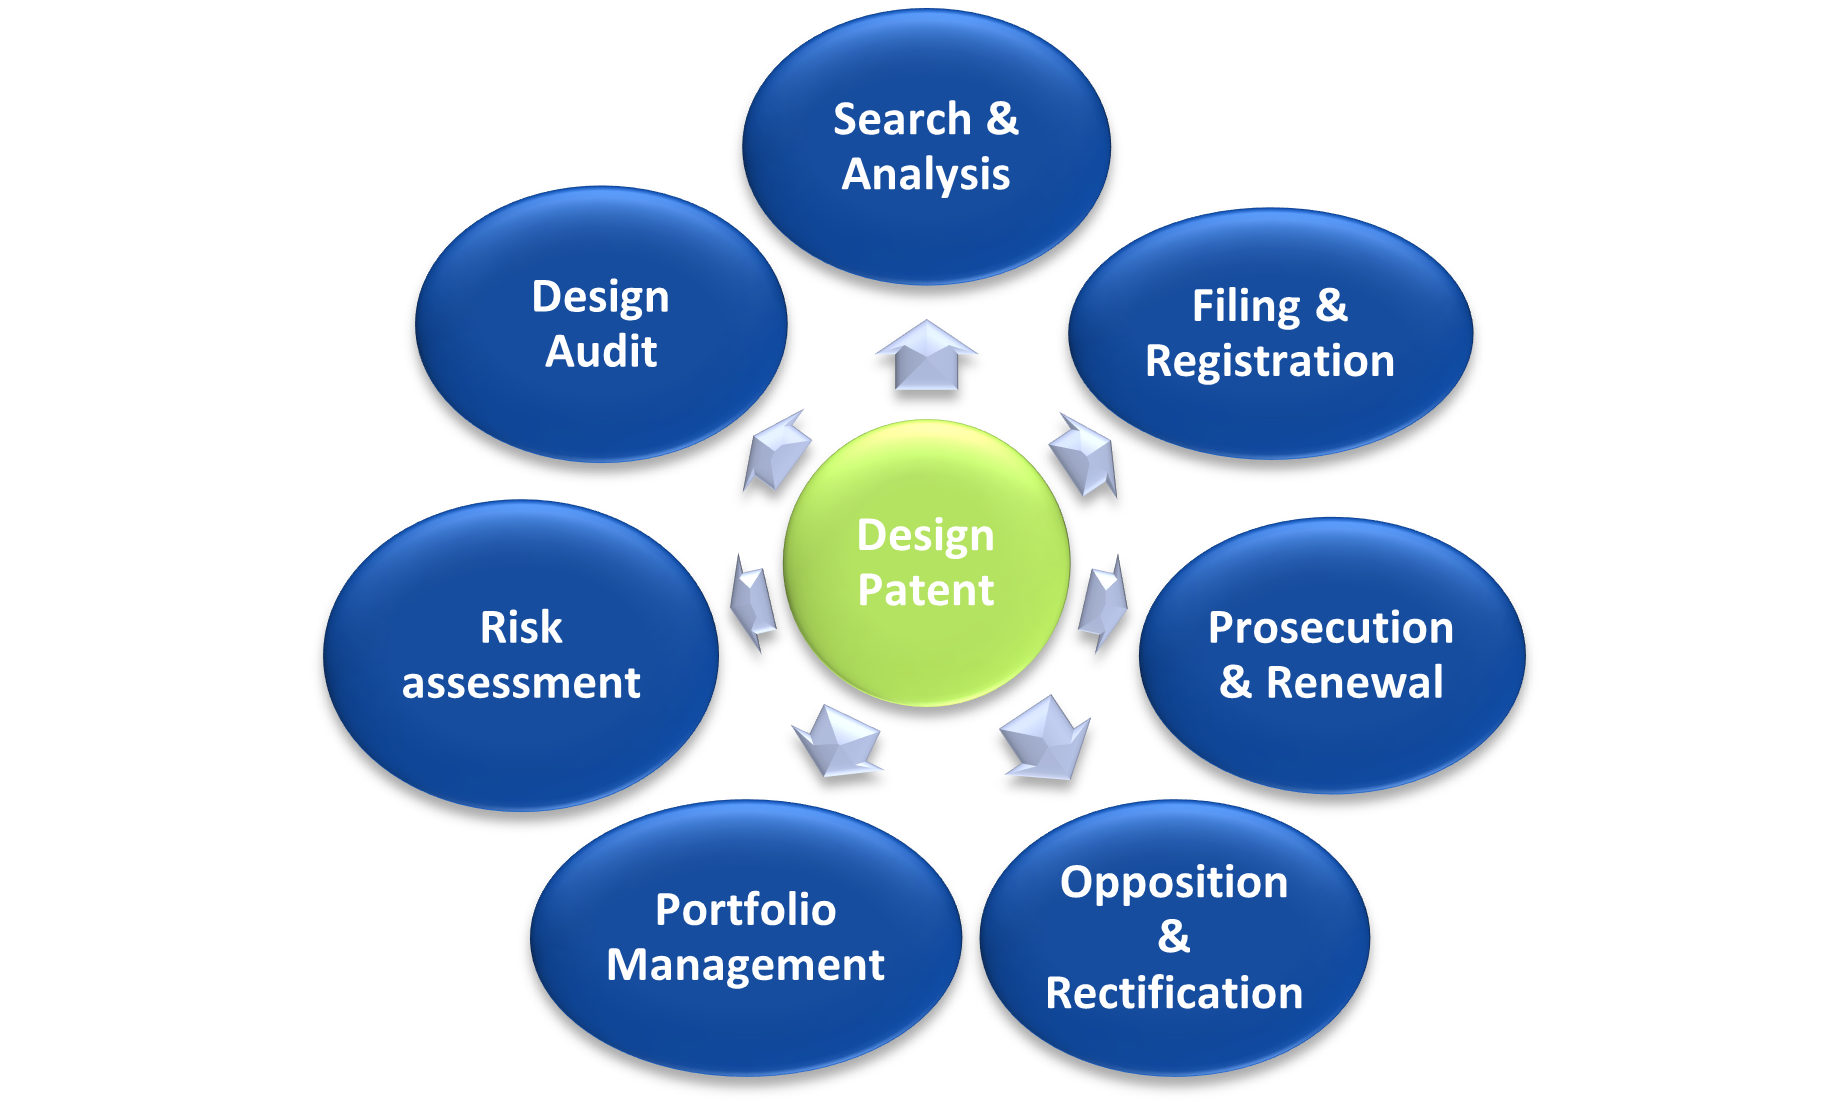 Search &
Analysis
Filing &
Registration
Prosecution
& Renewal
Opposition
&
Rectification
Portfolio
Management
Risk
assessment
Design
Audit
Design
Patent